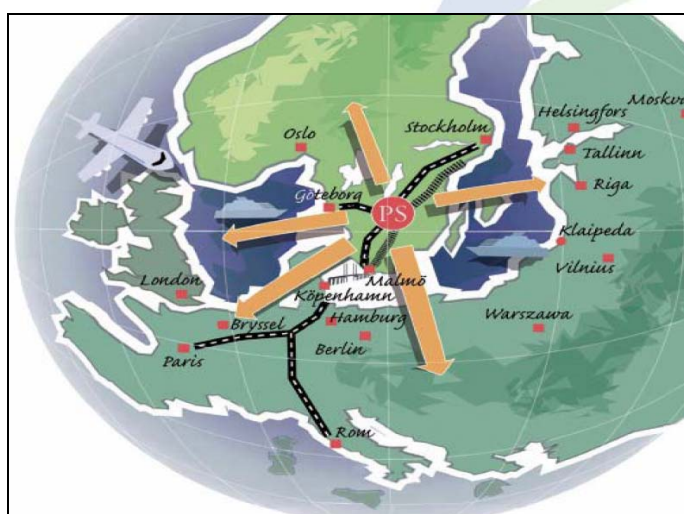 Moskva
Helsingfors
Oslo
Stockholm
Tallinn
Riga
Göteborg
PS
Klaipeda
Vilnius
London
Malmö
Köpenhamn
Bryssel
Hamburg
Warszawa
Paris
Berlin
Rom